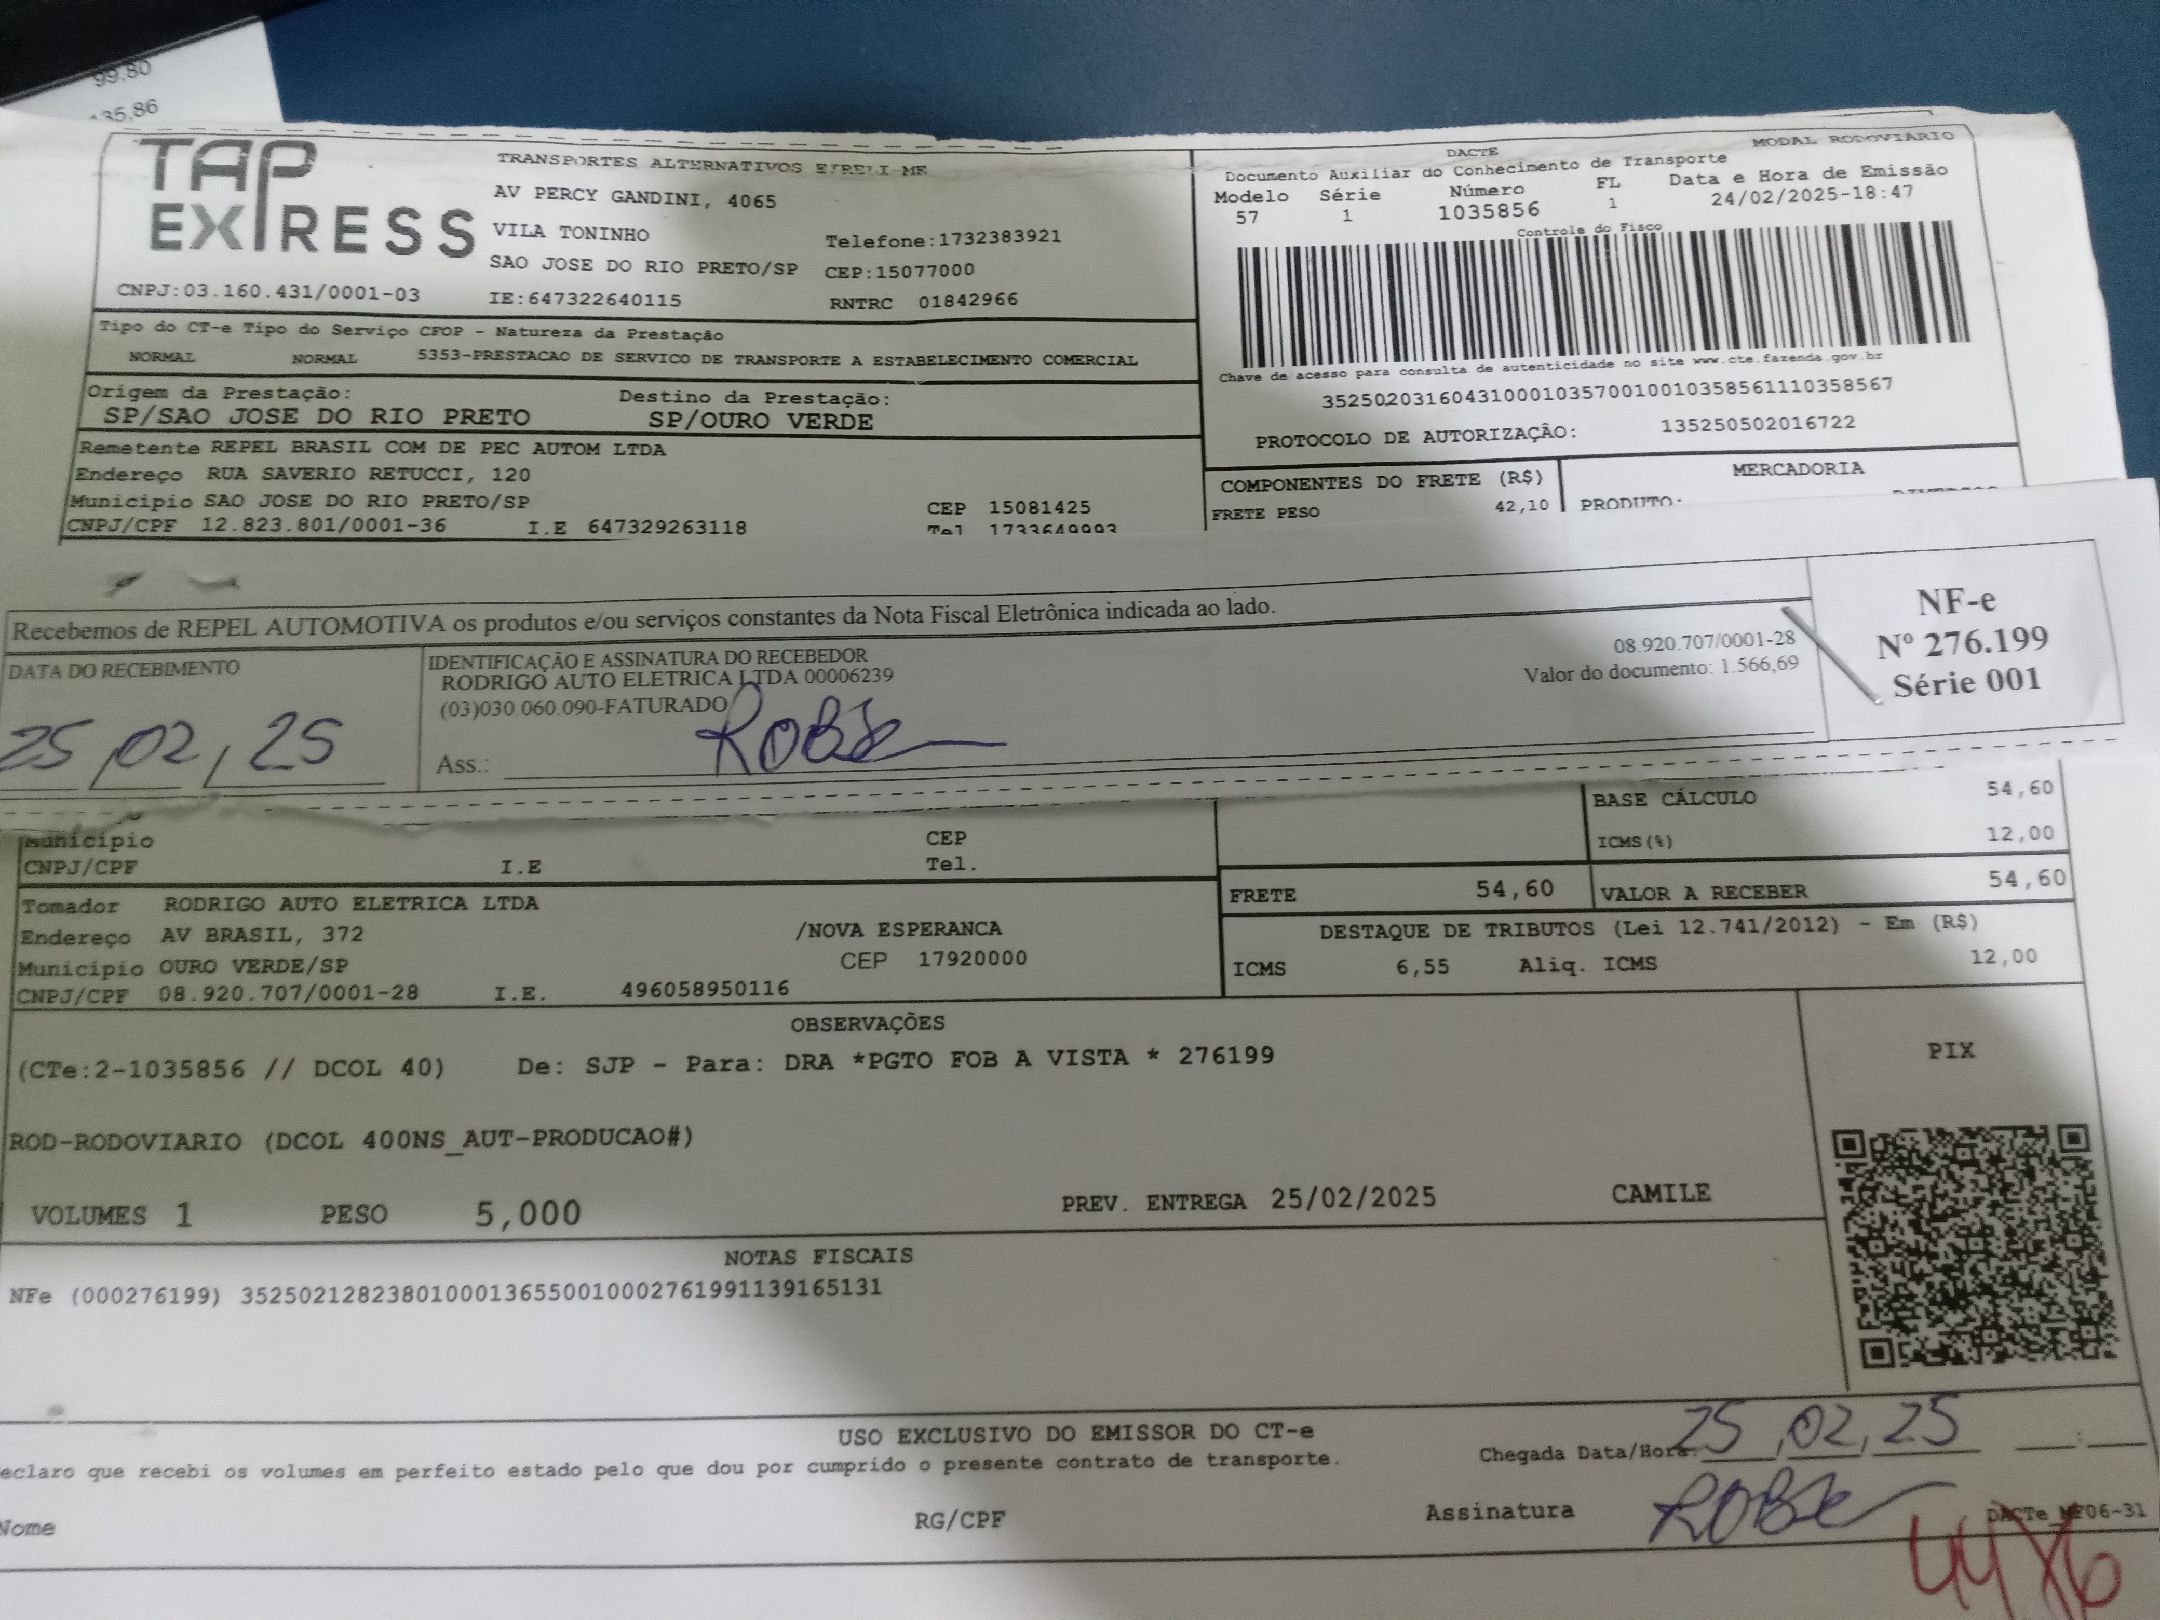 99,80
135,86
TAP
EXPRESS
TRANSPORTES ALTERNATIVOS EIRELI ME
AV PERCY GANDINI, 4065
VILA TONINHO
Telefone:1732383921
SAO JOSE DO RIO PRETO/SP CEP:15077000
CNPJ:03.160.431/0001-03 IE:647322640115 RNTRC 01842966
DACTE MODAL RODOVIARIO
Documento Auxiliar do Conhecimento de Transporte
Modelo Série Número FL Data e Hora de Emissão
57 1 1035856 1 24/02/2025-18:47
Controle do Fisco
Chave de acesso para consulta de autenticidade no site www.cte.fazenda.gov.br
35250203160431000103570010010358561110358567
PROTOCOLO DE AUTORIZAÇÃO: 135250502016722
Tipo do CT-e Tipo do Serviço CFOP - Natureza da Prestação
NORMAL NORMAL 5353-PRESTACAO DE SERVICO DE TRANSPORTE A ESTABELECIMENTO COMERCIAL
Origem da Prestação: Destino da Prestação:
SP/SAO JOSE DO RIO PRETO SP/OURO VERDE
Remetente REPEL BRASIL COM DE PEC AUTOM LTDA
Endereço RUA SAVERIO RETUCCI, 120
Município SAO JOSE DO RIO PRETO/SP CEP 15081425
CNPJ/CPF 12.823.801/0001-36 I.E 647329263118 Tel 1733649993
COMPONENTES DO FRETE (R$) MERCADORIA
FRETE PESO 42,10 PRODUTO:
Recebemos de REPEL AUTOMOTIVA os produtos e/ou serviços constantes da Nota Fiscal Eletrônica indicada ao lado.
DATA DO RECEBIMENTO
25,02,25
IDENTIFICAÇÃO E ASSINATURA DO RECEBEDOR
RODRIGO AUTO ELETRICA LTDA 00006239
(03)030.060.090-FATURADO
Ass.:
08.920.707/0001-28
Valor do documento: 1.566,69
NF-e
Nº 276.199
Série 001
Município CEP
CNPJ/CPF I.E Tel.
BASE CÁLCULO 54,60
ICMS(%) 12,00
FRETE 54,60 VALOR A RECEBER 54,60
Tomador RODRIGO AUTO ELETRICA LTDA
Endereço AV BRASIL, 372 /NOVA ESPERANCA
Município OURO VERDE/SP CEP 17920000
CNPJ/CPF 08.920.707/0001-28 I.E. 496058950116
DESTAQUE DE TRIBUTOS (Lei 12.741/2012) - Em (R$)
ICMS 6,55 Aliq. ICMS 12,00
OBSERVAÇÕES
(CTe:2-1035856 // DCOL 40) De: SJP - Para: DRA *PGTO FOB A VISTA * 276199
PIX
ROD-RODOVIARIO (DCOL 400NS_AUT-PRODUCAO#)
VOLUMES 1 PESO 5,000 PREV. ENTREGA 25/02/2025 CAMILE
NOTAS FISCAIS
NFe (000276199) 35250212823801000136550010002761991139165131
USO EXCLUSIVO DO EMISSOR DO CT-e
eclaro que recebi os volumes em perfeito estado pelo que dou por cumprido o presente contrato de transporte.
Chegada Data/Hora: 25,02,25 :
Nome RG/CPF Assinatura